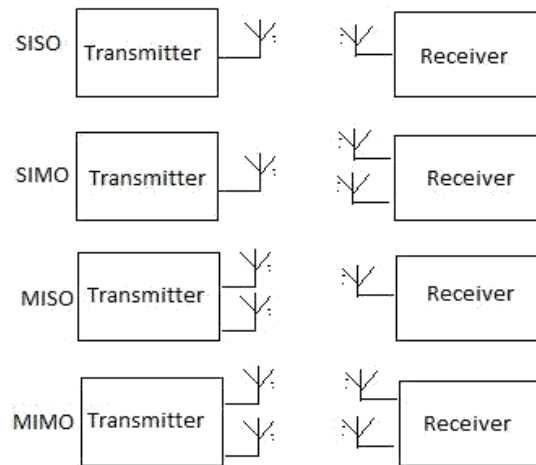 SISO Transmitter Receiver
SIMO Transmitter Receiver
MISO Transmitter Receiver
MIMO Transmitter Receiver